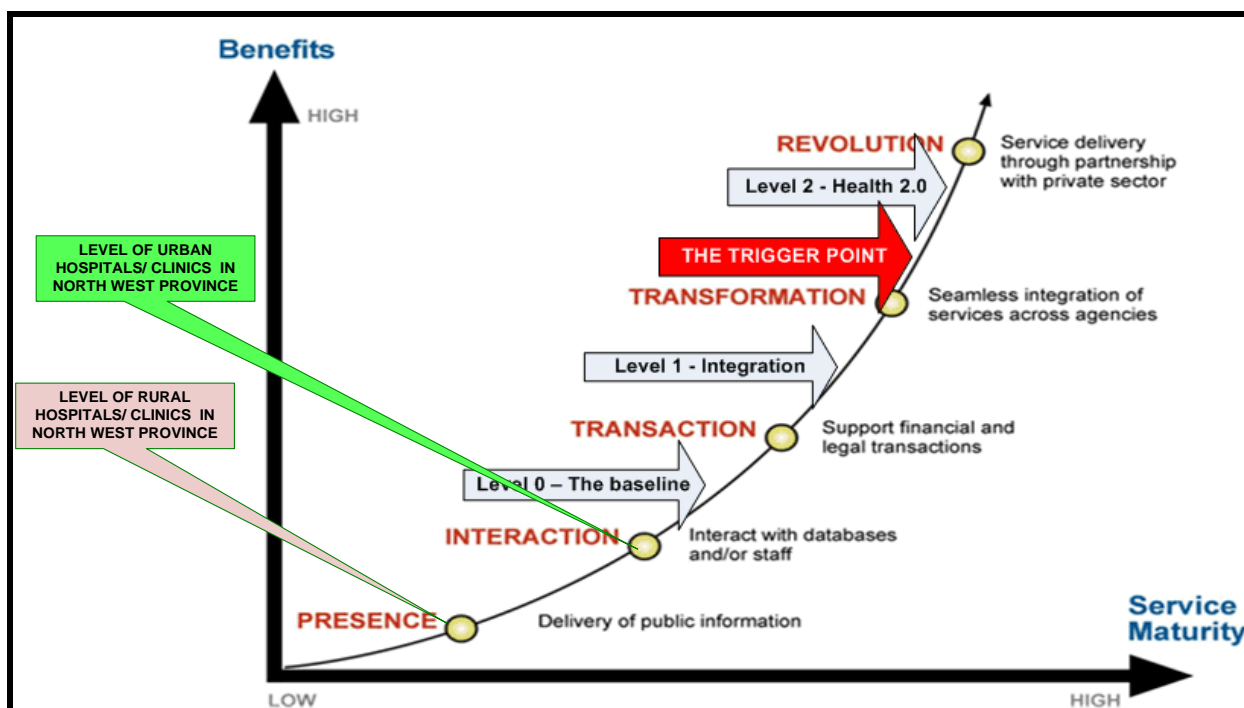 Benefits
HIGH
REVOLUTION
Service delivery
through partnership
with private sector
Level 2 - Health 2.0
LEVEL OF URBAN
HOSPITALS/ CLINICS IN
NORTH WEST PROVINCE
THE TRIGGER POINT
TRANSFORMATION
Seamless integration of
services across agencies
Level 1 - Integration
LEVEL OF RURAL
HOSPITALS/ CLINICS IN
NORTH WEST PROVINCE
TRANSACTION
Support financial and
legal transactions
Level 0 – The baseline
INTERACTION
Interact with databases
and/or staff
PRESENCE
Delivery of public information
Service
Maturity
LOW
HIGH